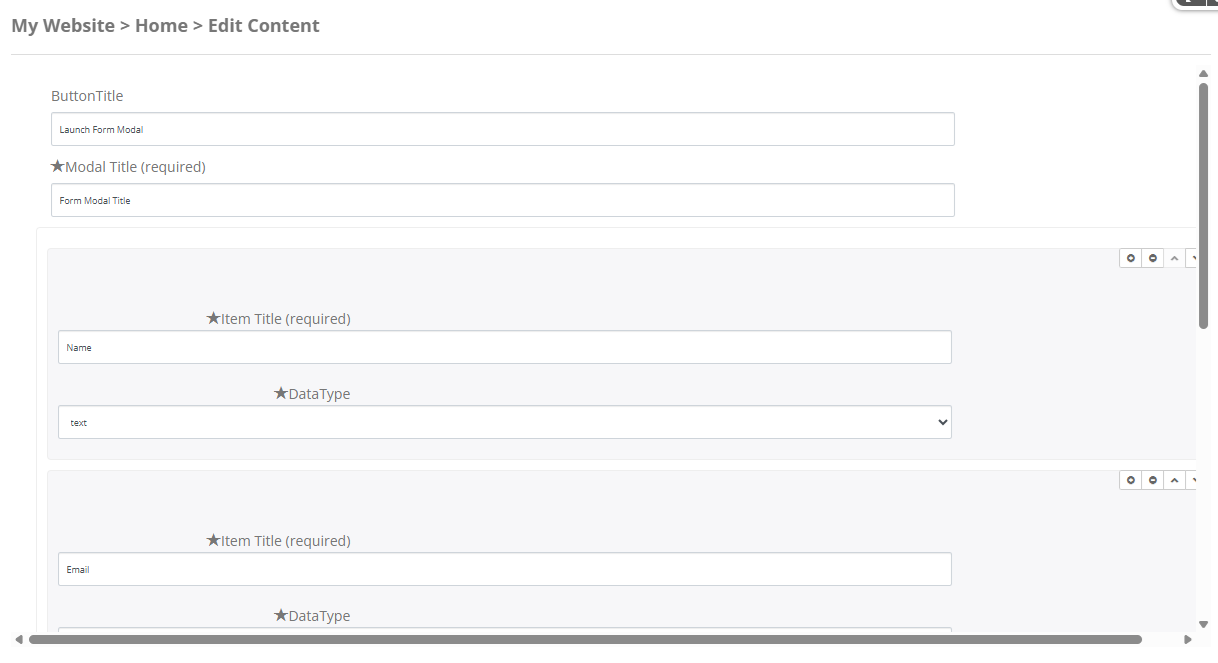 My Website > Home > Edit Content
ButtonTitle
Launch Form Modal
★Modal Title (required)
Form Modal Title
★Item Title (required)
Name
★DataType
text
★Item Title (required)
Email
★DataType